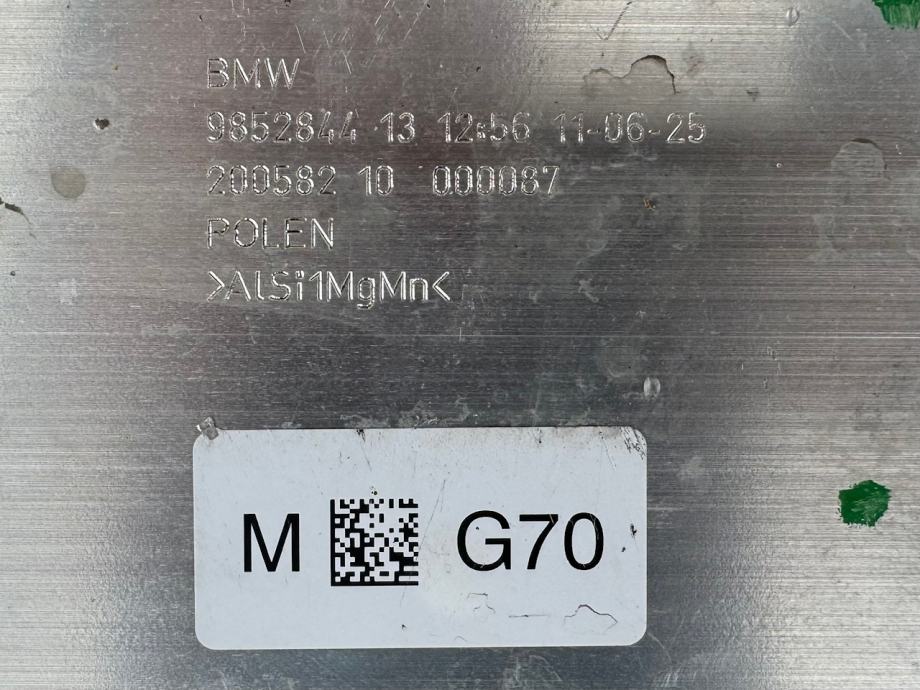 BMW
9852844 13 12:56 11-06-25
200582 10 000087
POLEN
>AlSi1MgMn<
M G70